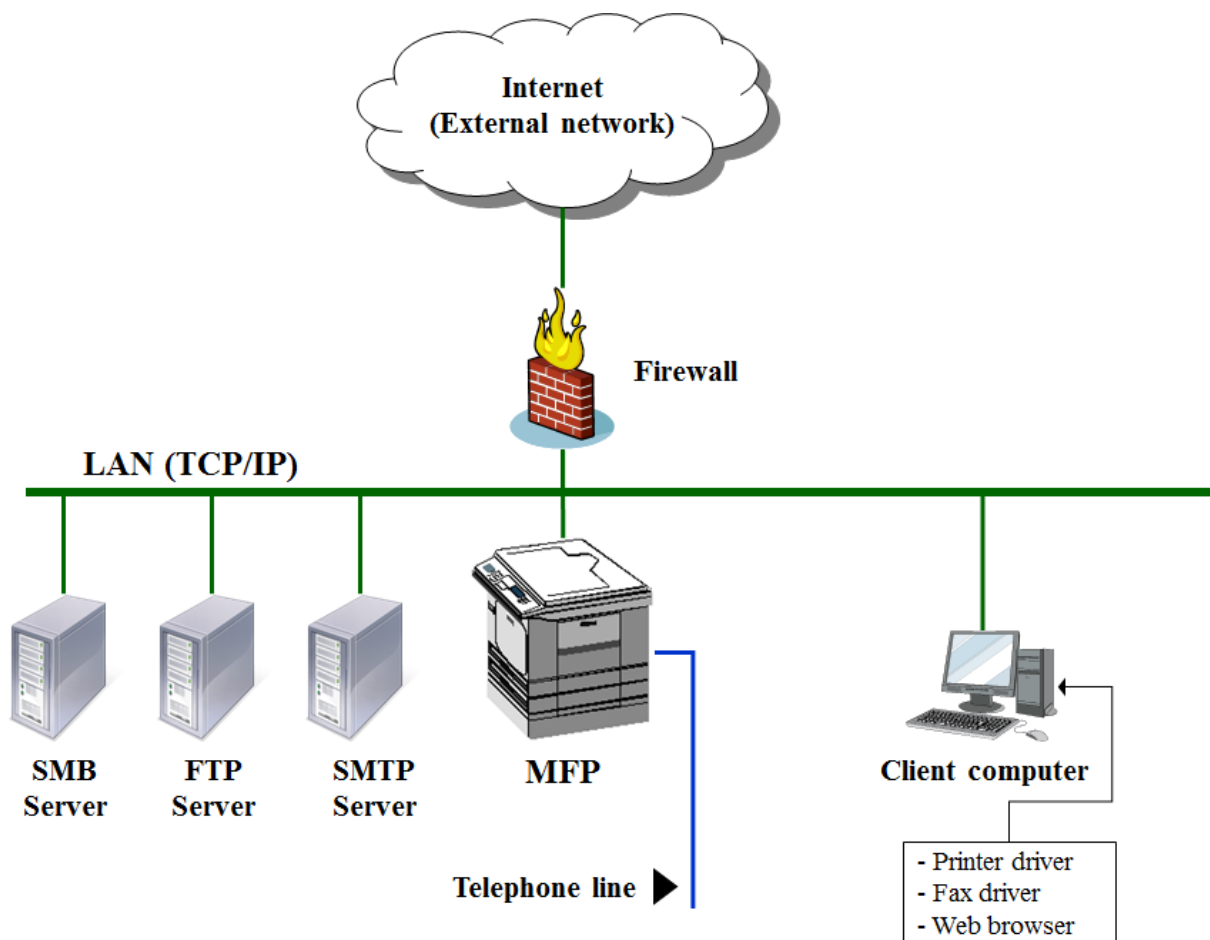 Internet
(External network)
Firewall
LAN (TCP/IP)
SMB
Server
FTP
Server
SMTP
Server
MFP
Client computer
Telephone line
- Printer driver
- Fax driver
- Web browser